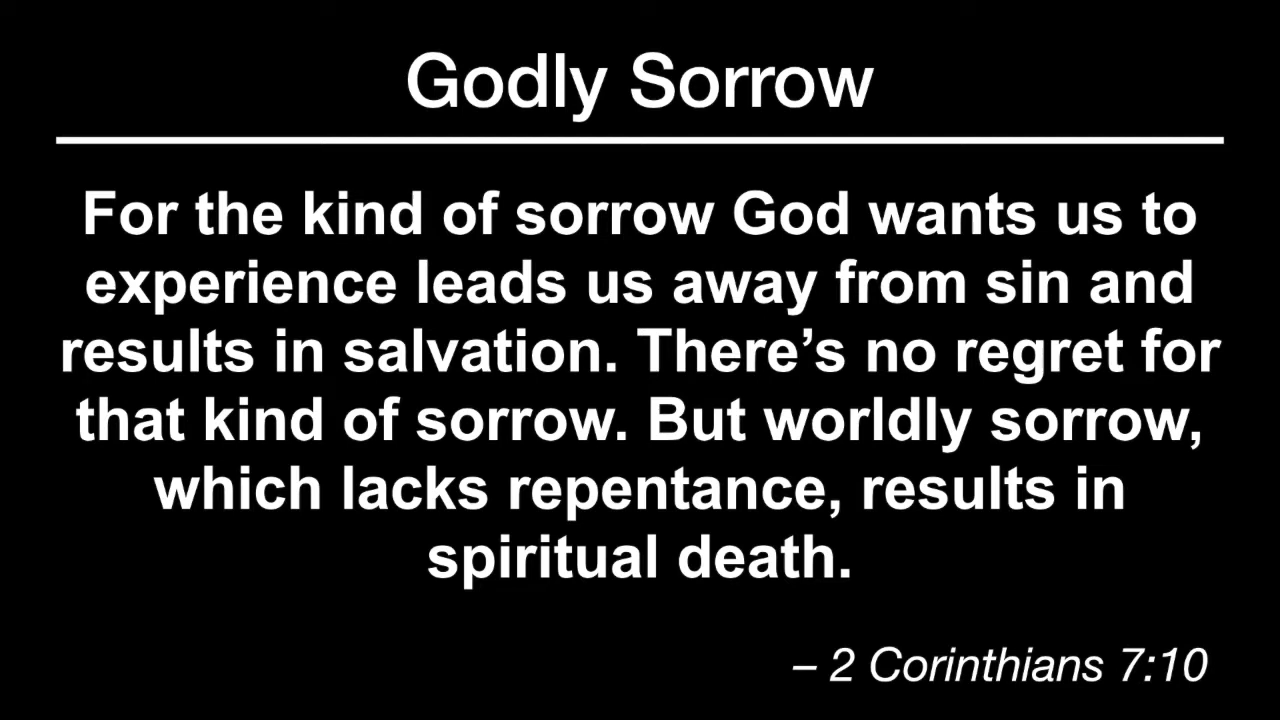 Godly Sorrow
For the kind of sorrow God wants us to
experience leads us away from sin and
results in salvation. There’s no regret for
that kind of sorrow. But worldly sorrow,
which lacks repentance, results in
spiritual death.
– 2 Corinthians 7:10